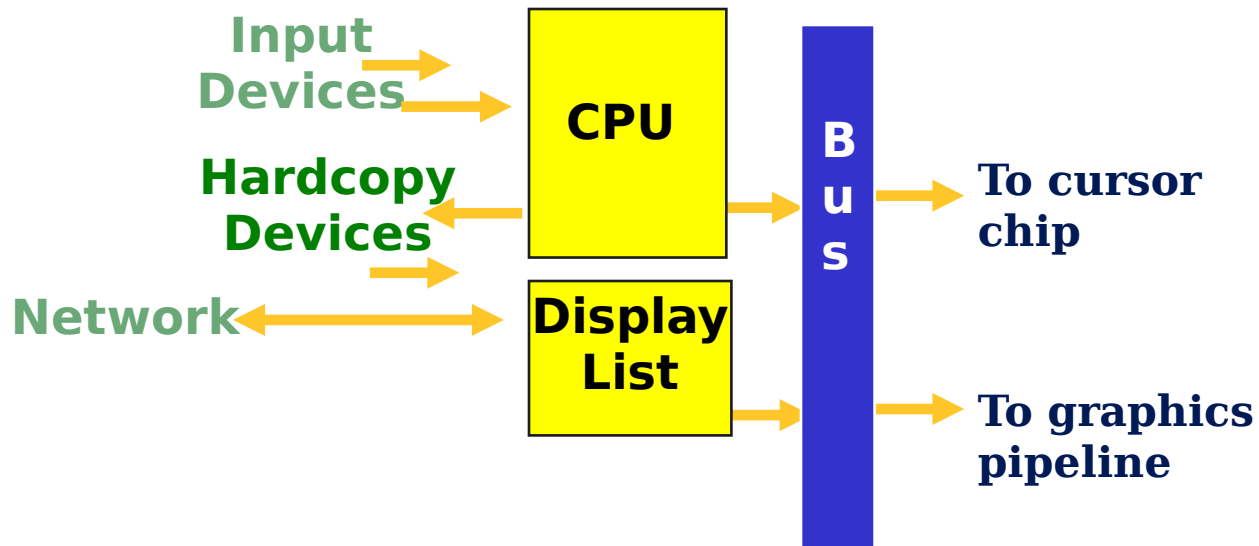 Input
Devices
Hardcopy
Devices
Network
CPU
Display
List
B
u
s
To cursor
chip
To graphics
pipeline